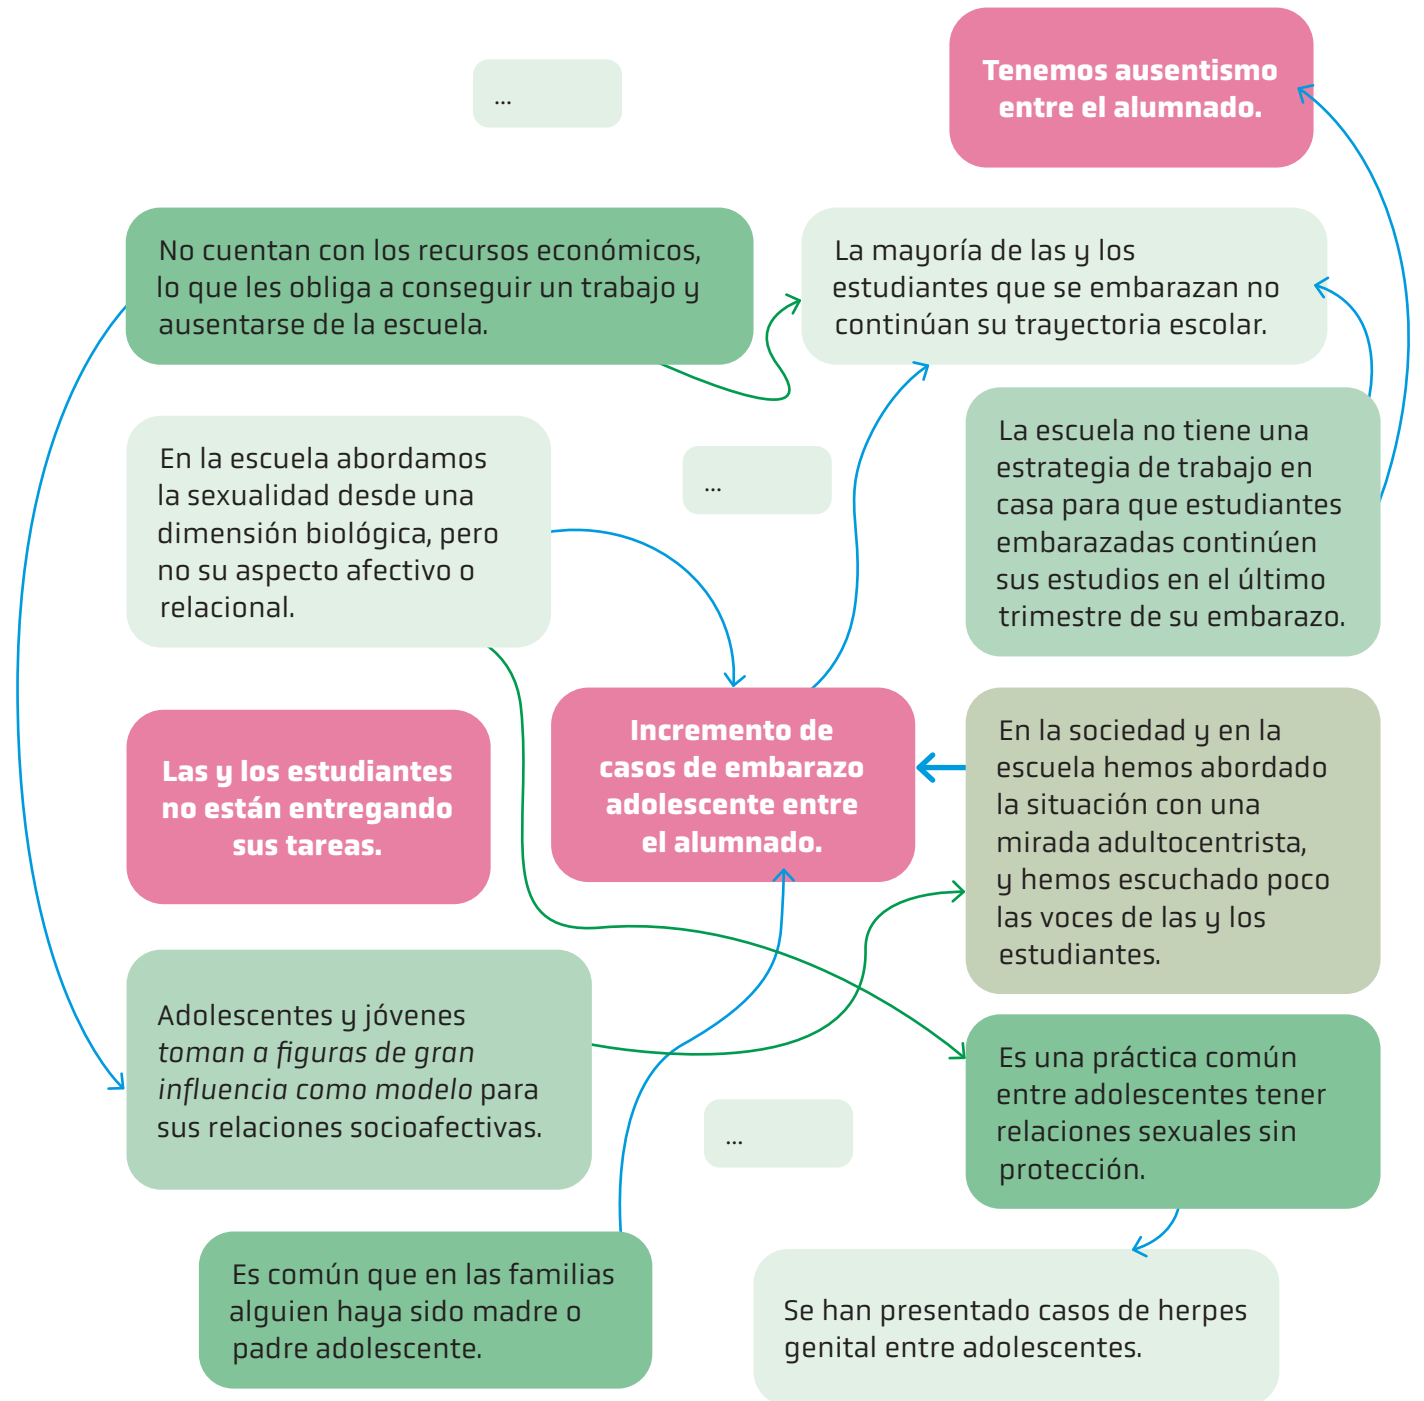 ...
Tenemos ausentismo
entre el alumnado.
No cuentan con los recursos económicos,
lo que les obliga a conseguir un trabajo y
ausentarse de la escuela.
La mayoría de las y los
estudiantes que se embarazan no
continúan su trayectoria escolar.
En la escuela abordamos
la sexualidad desde una
dimensión biológica, pero
no su aspecto afectivo o
relacional.
...
La escuela no tiene una
estrategia de trabajo en
casa para que estudiantes
embarazadas continúen
sus estudios en el último
trimestre de su embarazo.
Las y los estudiantes
no están entregando
sus tareas.
Incremento de
casos de embarazo
adolescente entre
el alumnado.
En la sociedad y en la
escuela hemos abordado
la situación con una
mirada adultocentrista,
y hemos escuchado poco
las voces de las y los
estudiantes.
Adolescentes y jóvenes
toman a figuras de gran
influencia como modelo para
sus relaciones socioafectivas.
...
Es una práctica común
entre adolescentes tener
relaciones sexuales sin
protección.
Es común que en las familias
alguien haya sido madre o
padre adolescente.
Se han presentado casos de herpes
genital entre adolescentes.